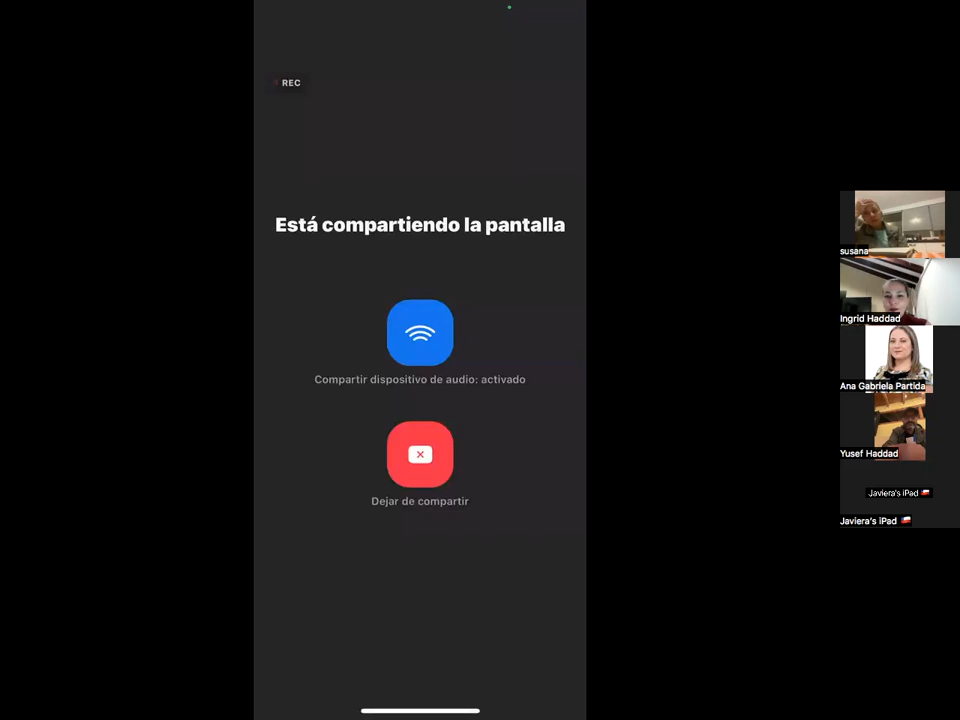 REC
Está compartiendo la pantalla
Compartir dispositivo de audio: activado
Dejar de compartir
susana
Ingrid Haddad
Ana Gabriela Partida
Yusef Haddad
Javiera's iPad 🇨🇱
Javiera's iPad 🇨🇱